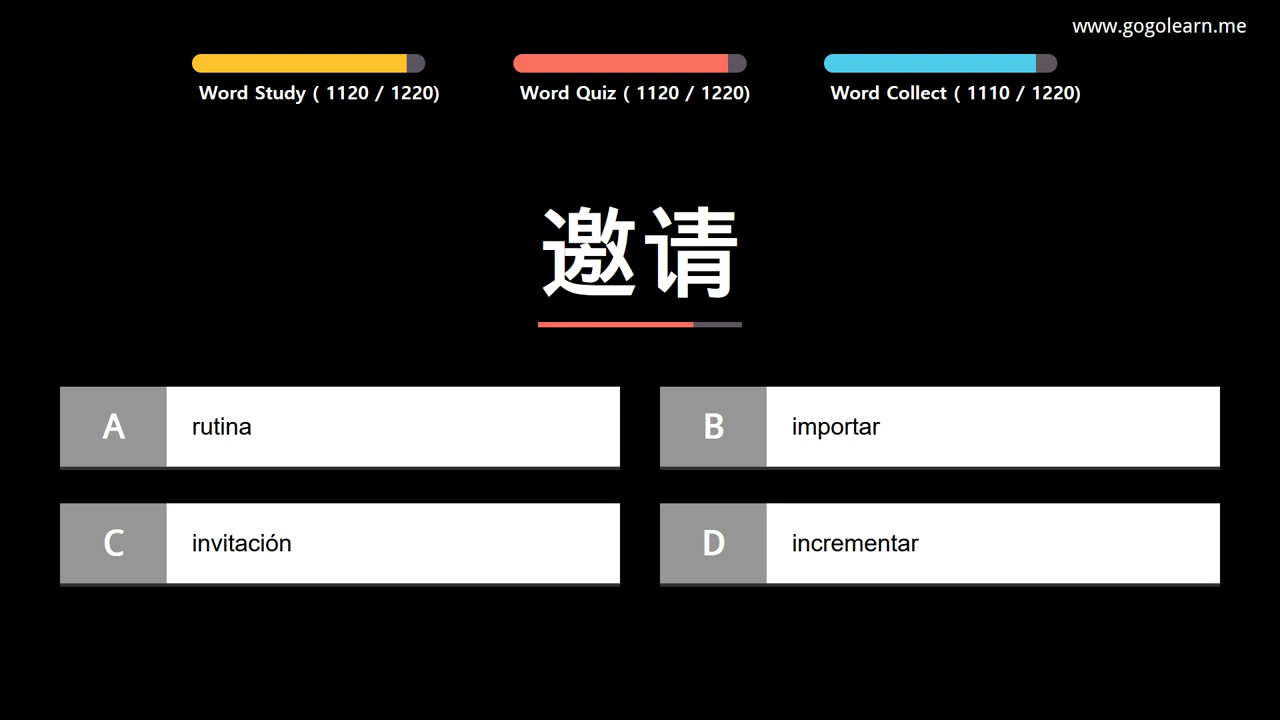 www.gogolearn.me
Word Study ( 1120 / 1220)
Word Quiz ( 1120 / 1220)
Word Collect ( 1110 / 1220)
邀请
A rutina
B importar
C invitación
D incrementar